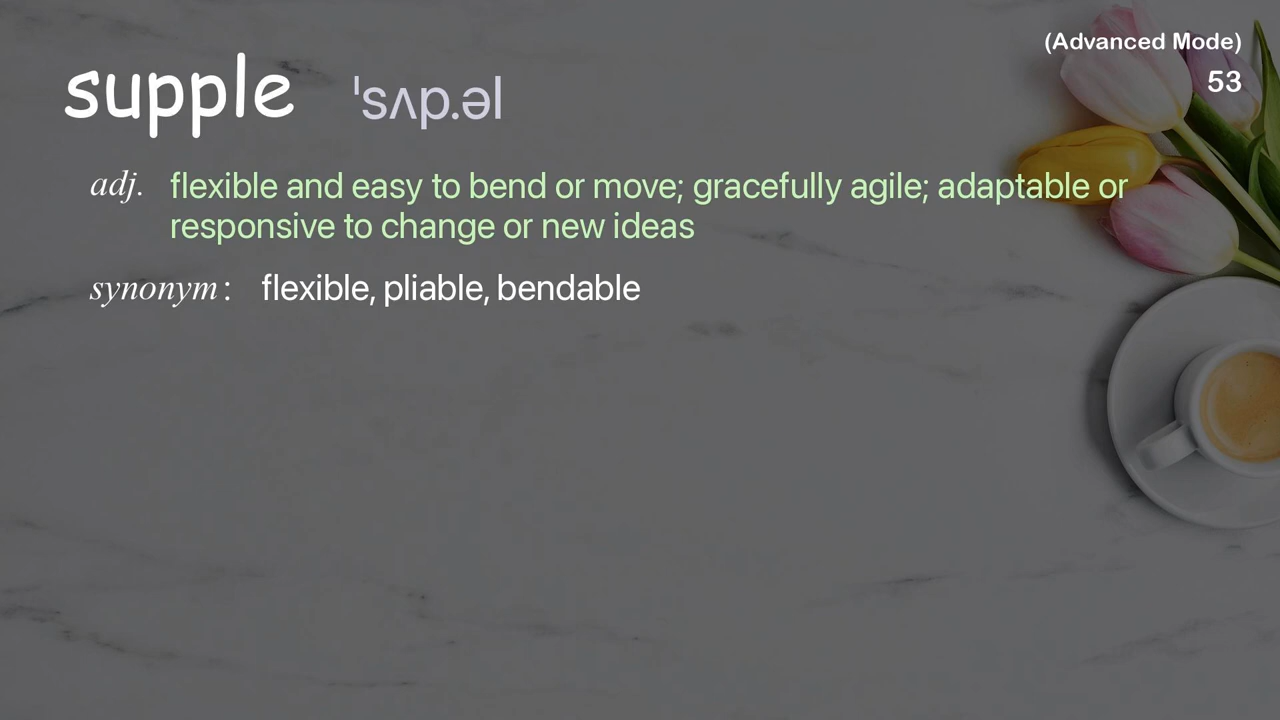 (Advanced Mode)
supple ˈsʌp.əl
53
adj. flexible and easy to bend or move; gracefully agile; adaptable or
responsive to change or new ideas
synonym: flexible, pliable, bendable